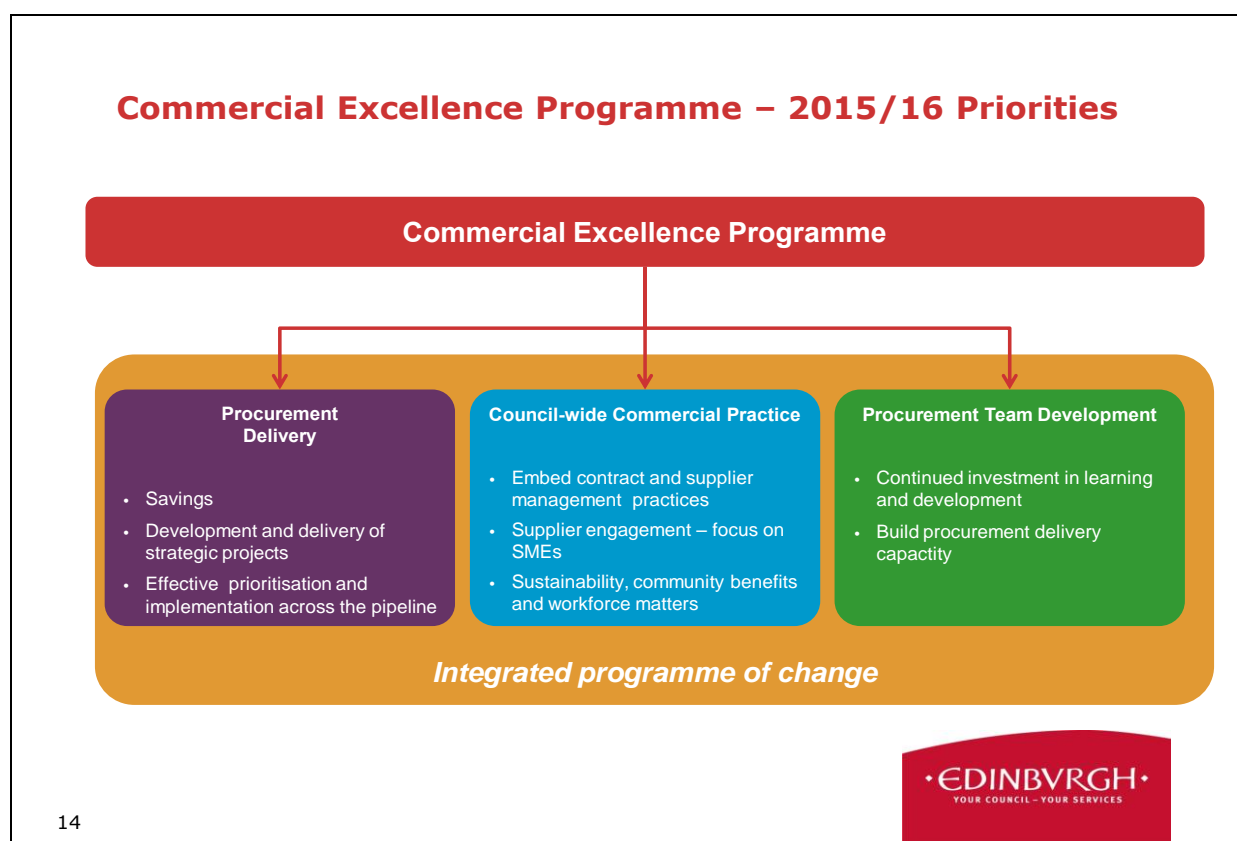 Commercial Excellence Programme – 2015/16 Priorities
Commercial Excellence Programme
Procurement
Delivery
• Savings
• Development and delivery of
strategic projects
• Effective prioritisation and
implementation across the pipeline
Council-wide Commercial Practice
• Embed contract and supplier
management practices
• Supplier engagement – focus on
SMEs
• Sustainability, community benefits
and workforce matters
Procurement Team Development
• Continued investment in learning
and development
• Build procurement delivery
capactity
Integrated programme of change
• EDINBVRGH •
YOUR COUNCIL – YOUR SERVICES
14